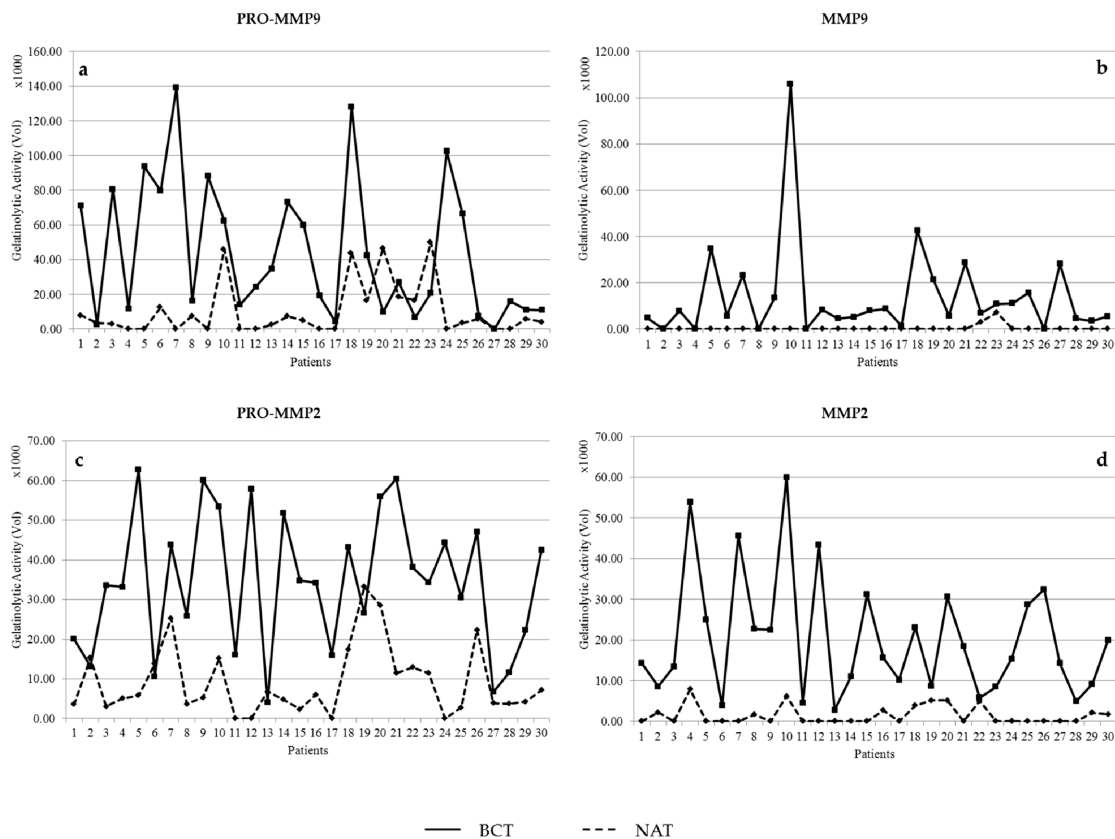 PRO-MMP9
a
x1000
Gelatinolytic Activity (Vol)
160.00
140.00
120.00
100.00
80.00
60.00
40.00
20.00
0.00
1 2 3 4 5 6 7 8 9 10 11 12 13 14 15 16 17 18 19 20 21 22 23 24 25 26 27 28 29 30
Patients
MMP9
b
x1000
Gelatinolytic Activity (Vol)
120.00
100.00
80.00
60.00
40.00
20.00
0.00
1 2 3 4 5 6 7 8 9 10 11 12 13 14 15 16 17 18 19 20 21 22 23 24 25 26 27 28 29 30
Patients
PRO-MMP2
c
x1000
Gelatinolytic Activity (Vol)
70.00
60.00
50.00
40.00
30.00
20.00
10.00
0.00
1 2 3 4 5 6 7 8 9 10 11 12 13 14 15 16 17 18 19 20 21 22 23 24 25 26 27 28 29 30
Patients
MMP2
d
x1000
Gelatinolytic Activity (Vol)
70.00
60.00
50.00
40.00
30.00
20.00
10.00
0.00
1 2 3 4 5 6 7 8 9 10 11 12 13 14 15 16 17 18 19 20 21 22 23 24 25 26 27 28 29 30
Patients
BCT NAT